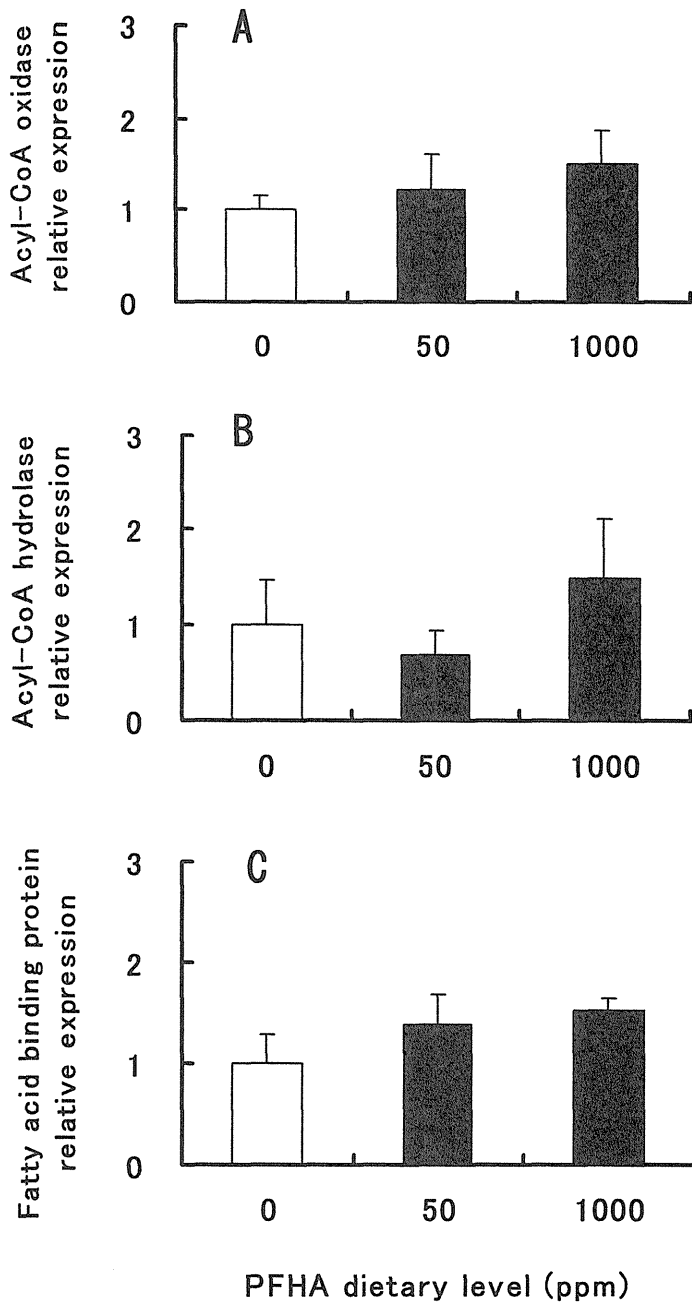 A
Acyl-CoA oxidase
relative expression
3
2
1
0
0 50 1000
B
Acyl-CoA hydrolase
relative expression
3
2
1
0
0 50 1000
C
Fatty acid binding protein
relative expression
3
2
1
0
0 50 1000
PFHA dietary level (ppm)